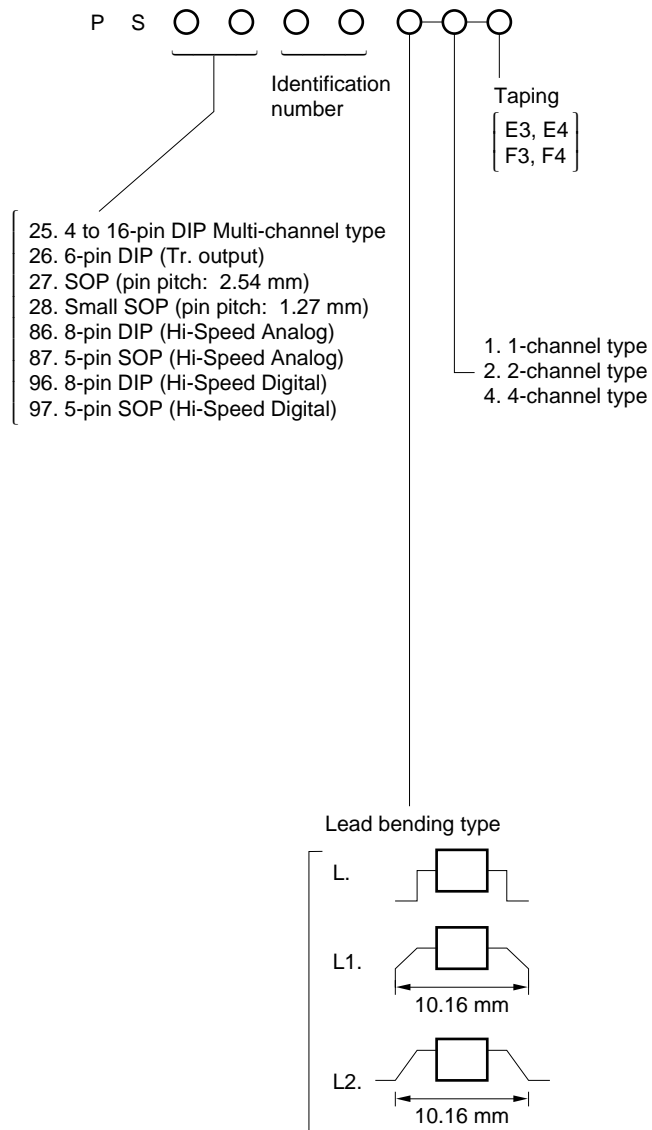 P S
Identification
number
Taping
E3, E4
F3, F4
25. 4 to 16-pin DIP Multi-channel type
26. 6-pin DIP (Tr. output)
27. SOP (pin pitch: 2.54 mm)
28. Small SOP (pin pitch: 1.27 mm)
86. 8-pin DIP (Hi-Speed Analog)
87. 5-pin SOP (Hi-Speed Analog)
96. 8-pin DIP (Hi-Speed Digital)
97. 5-pin SOP (Hi-Speed Digital)
1. 1-channel type
2. 2-channel type
4. 4-channel type
Lead bending type
L.
L1.
10.16 mm
L2.
10.16 mm